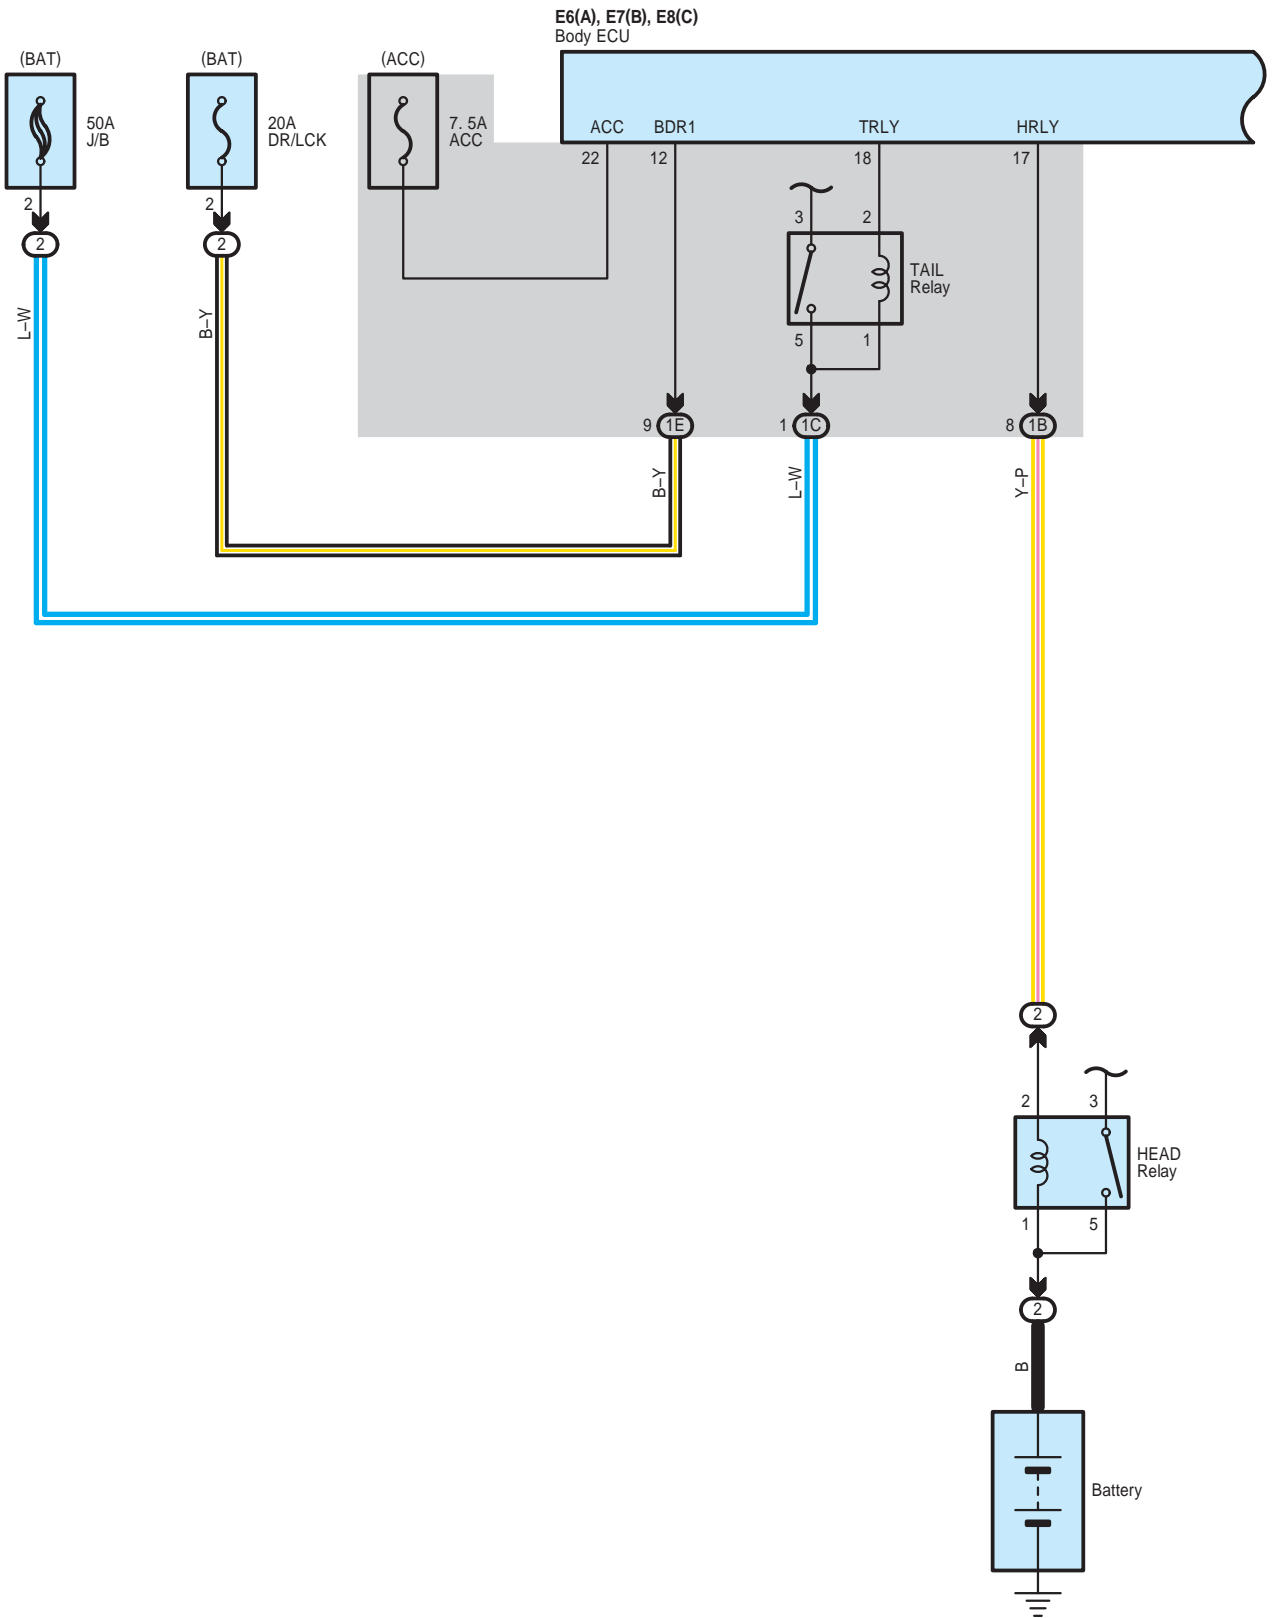 E6(A), E7(B), E8(C)
Body ECU
(BAT)
(BAT)
(ACC)
50A
J/B
20A
DR/LCK
7. 5A
ACC
ACC
BDR1
TRLY
HRLY
22
12
18
17
2
2
2
2
3
2
TAIL
Relay
5
1
L–W
B–Y
9
1E
1
1C
8
1B
B–Y
L–W
Y–P
2
2
3
HEAD
Relay
1
5
2
B
Battery